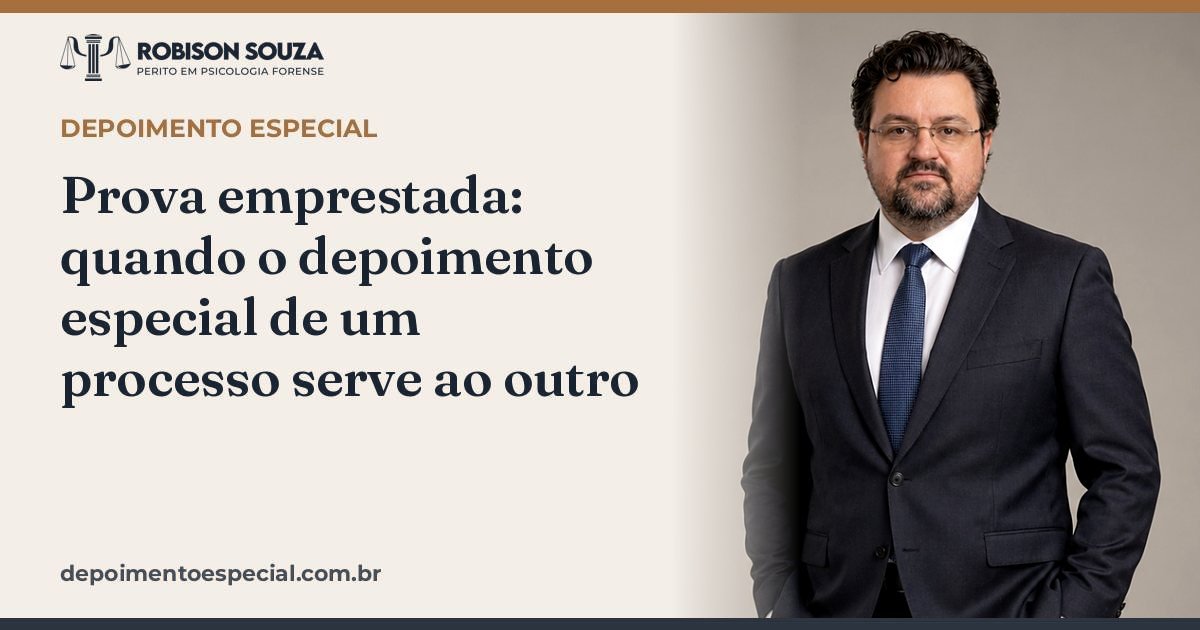 ROBISON SOUZA
PERITO EM PSICOLOGIA FORENSE
DEPOIMENTO ESPECIAL
Prova emprestada:
quando o depoimento
especial de um
processo serve ao outro
depoimentoespecial.com.br